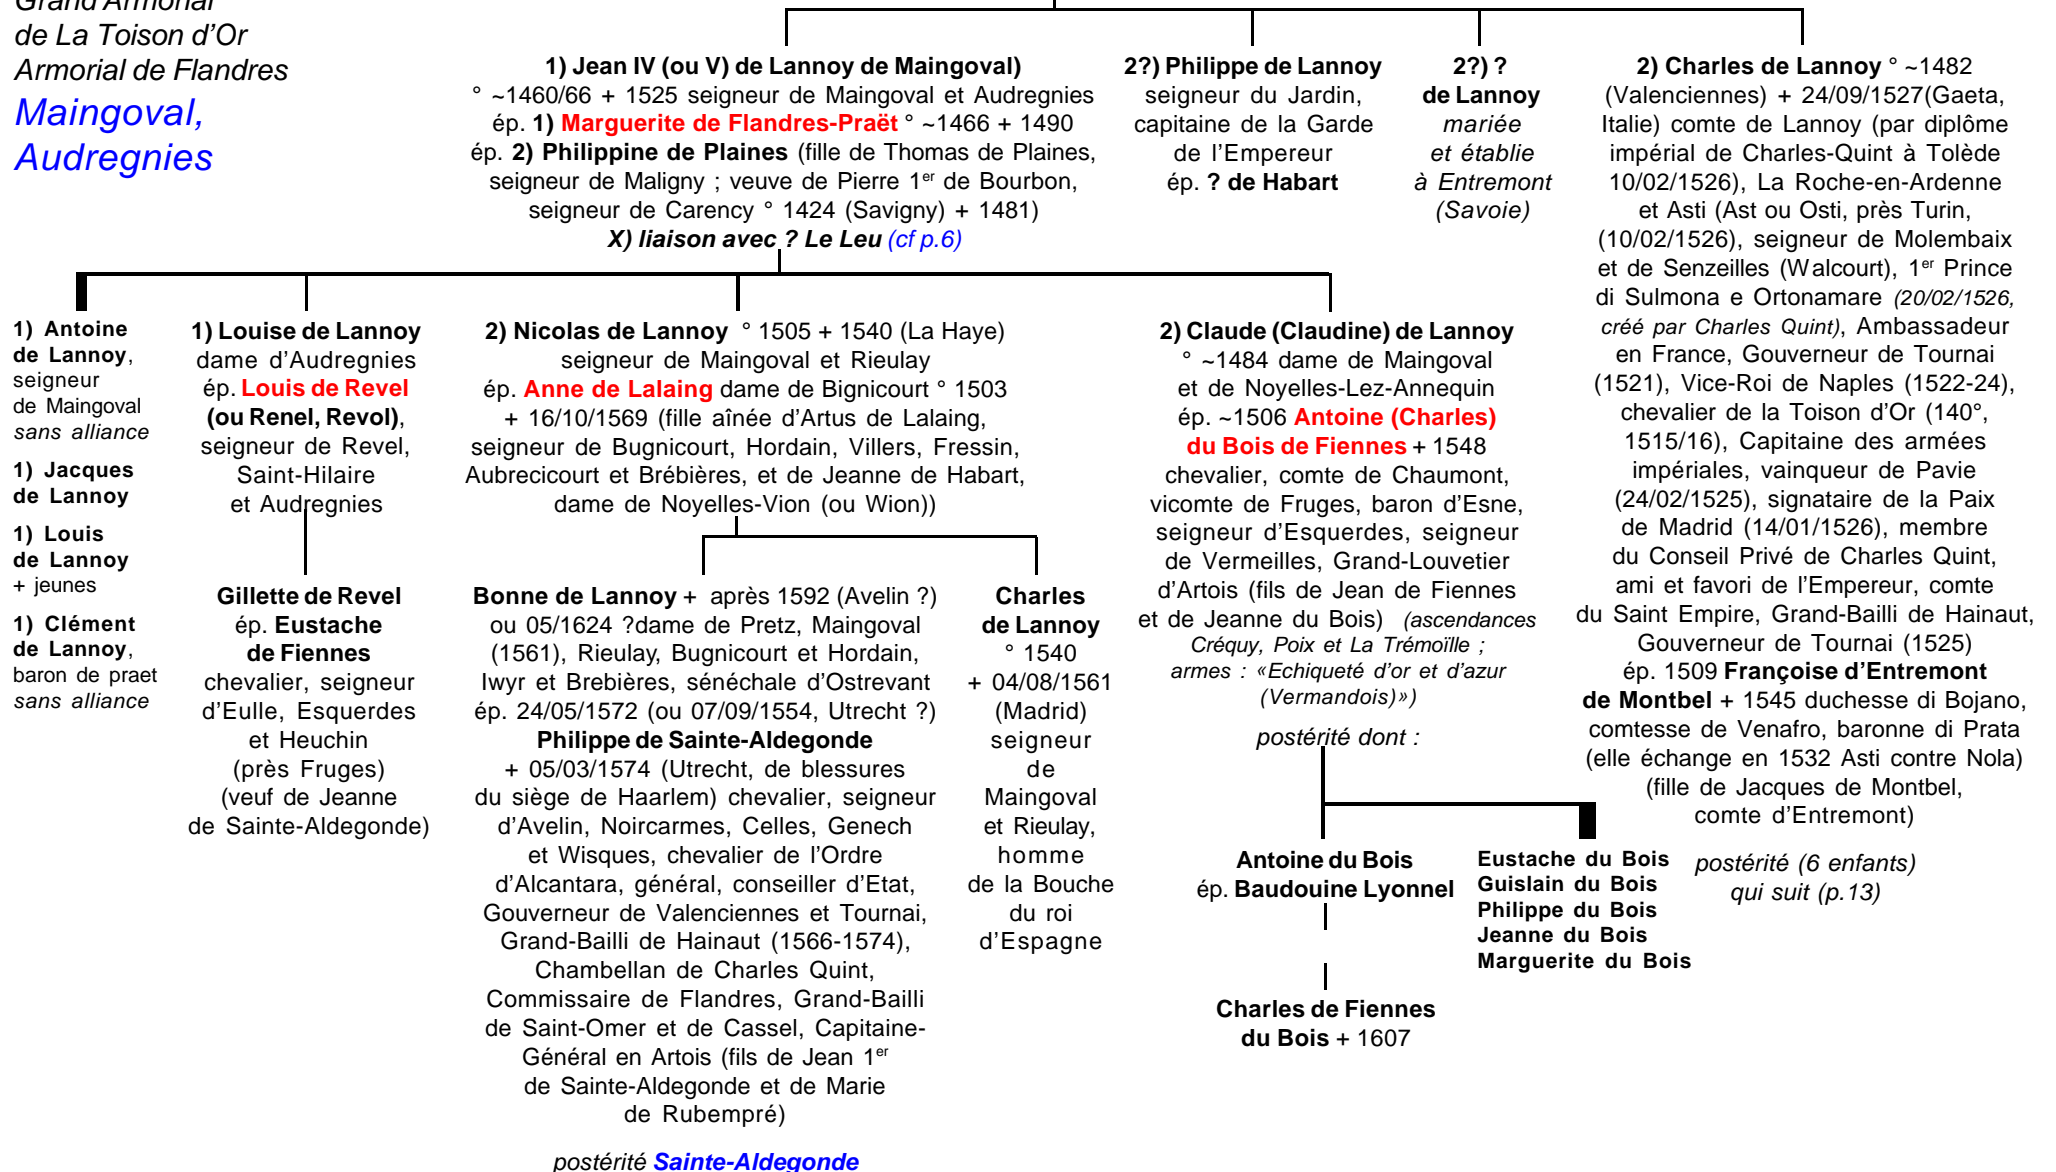 Grand Armorial
de La Toison d'Or
Armorial de Flandres
Maingoval,
Audregnies
1) Jean IV (ou V) de Lannoy de Maingoval)
° ~1460/66 + 1525 seigneur de Maingoval et Audregnies
ép. 1) Marguerite de Flandres-Praët ° ~1466 + 1490
ép. 2) Philippine de Plaines (fille de Thomas de Plaines,
seigneur de Maligny ; veuve de Pierre 1er de Bourbon,
seigneur de Carency ° 1424 (Savigny) + 1481)
X) liaison avec ? Le Leu (cf p.6)
2?) Philippe de Lannoy
seigneur du Jardin,
capitaine de la Garde
de l'Empereur
ép. ? de Habart
2?) ?
de Lannoy
mariée
et établie
à Entremont
(Savoie)
2) Charles de Lannoy ° ~1482
(Valenciennes) + 24/09/1527(Gaeta,
Italie) comte de Lannoy (par diplôme
impérial de Charles-Quint à Tolède
10/02/1526), La Roche-en-Ardenne
et Asti (Ast ou Osti, près Turin,
(10/02/1526), seigneur de Molembaix
et de Senzeilles (Walcourt), 1er Prince
di Sulmona e Ortonamare (20/02/1526,
créé par Charles Quint), Ambassadeur
en France, Gouverneur de Tournai
(1521), Vice-Roi de Naples (1522-24),
chevalier de la Toison d'Or (140°,
1515/16), Capitaine des armées
impériales, vainqueur de Pavie
(24/02/1525), signataire de la Paix
de Madrid (14/01/1526), membre
du Conseil Privé de Charles Quint,
ami et favori de l'Empereur, comte
du Saint Empire, Grand-Bailli de Hainaut,
Gouverneur de Tournai (1525)
ép. 1509 Françoise d'Entremont
de Montbel + 1545 duchesse di Bojano,
comtesse de Venafro, baronne di Prata
(elle échange en 1532 Asti contre Nola)
(fille de Jacques de Montbel,
comte d'Entremont)
postérité (6 enfants)
qui suit (p.13)
1) Antoine
de Lannoy,
seigneur
de Maingoval
sans alliance
1) Jacques
de Lannoy
1) Louis
de Lannoy
+ jeunes
1) Clément
de Lannoy,
baron de praet
sans alliance
1) Louise de Lannoy
dame d'Audregnies
ép. Louis de Revel
(ou Renel, Revol),
seigneur de Revel,
Saint-Hilaire
et Audregnies
Gillette de Revel
ép. Eustache
de Fiennes
chevalier, seigneur
d'Eulle, Esquerdes
et Heuchin
(près Fruges)
(veuf de Jeanne
de Sainte-Aldegonde)
2) Nicolas de Lannoy ° 1505 + 1540 (La Haye)
seigneur de Maingoval et Rieulay
ép. Anne de Lalaing dame de Bignicourt ° 1503
+ 16/10/1569 (fille aînée d'Artus de Lalaing,
seigneur de Bugnicourt, Hordain, Villers, Fressin,
Aubrecicourt et Brébières, et de Jeanne de Habart,
dame de Noyelles-Vion (ou Wion))
Bonne de Lannoy + après 1592 (Avelin ?)
ou 05/1624 ?dame de Pretz, Maingoval
(1561), Rieulay, Bugnicourt et Hordain,
Iwyr et Brebières, sénéchale d'Ostrevant
ép. 24/05/1572 (ou 07/09/1554, Utrecht ?)
Philippe de Sainte-Aldegonde
+ 05/03/1574 (Utrecht, de blessures
du siège de Haarlem) chevalier, seigneur
d'Avelin, Noircarmes, Celles, Genech
et Wisques, chevalier de l'Ordre
d'Alcantara, général, conseiller d'Etat,
Gouverneur de Valenciennes et Tournai,
Grand-Bailli de Hainaut (1566-1574),
Chambellan de Charles Quint,
Commissaire de Flandres, Grand-Bailli
de Saint-Omer et de Cassel, Capitaine-
Général en Artois (fils de Jean 1er
de Sainte-Aldegonde et de Marie
de Rubempré)
postérité Sainte-Aldegonde
Charles
de Lannoy
° 1540
+ 04/08/1561
(Madrid)
seigneur
de
Maingoval
et Rieulay,
homme
de la Bouche
du roi
d'Espagne
2) Claude (Claudine) de Lannoy
° ~1484 dame de Maingoval
et de Noyelles-Lez-Annequin
ép. ~1506 Antoine (Charles)
du Bois de Fiennes + 1548
chevalier, comte de Chaumont,
vicomte de Fruges, baron d'Esne,
seigneur d'Esquerdes, seigneur
de Vermeilles, Grand-Louvetier
d'Artois (fils de Jean de Fiennes
et de Jeanne du Bois) (ascendances
Créquy, Poix et La Trémoïlle ;
armes : «Echiqueté d'or et d'azur
(Vermandois)»)
postérité dont :
Antoine du Bois
ép. Baudouine Lyonnel
Charles de Fiennes
du Bois + 1607
Eustache du Bois
Guislain du Bois
Philippe du Bois
Jeanne du Bois
Marguerite du Bois